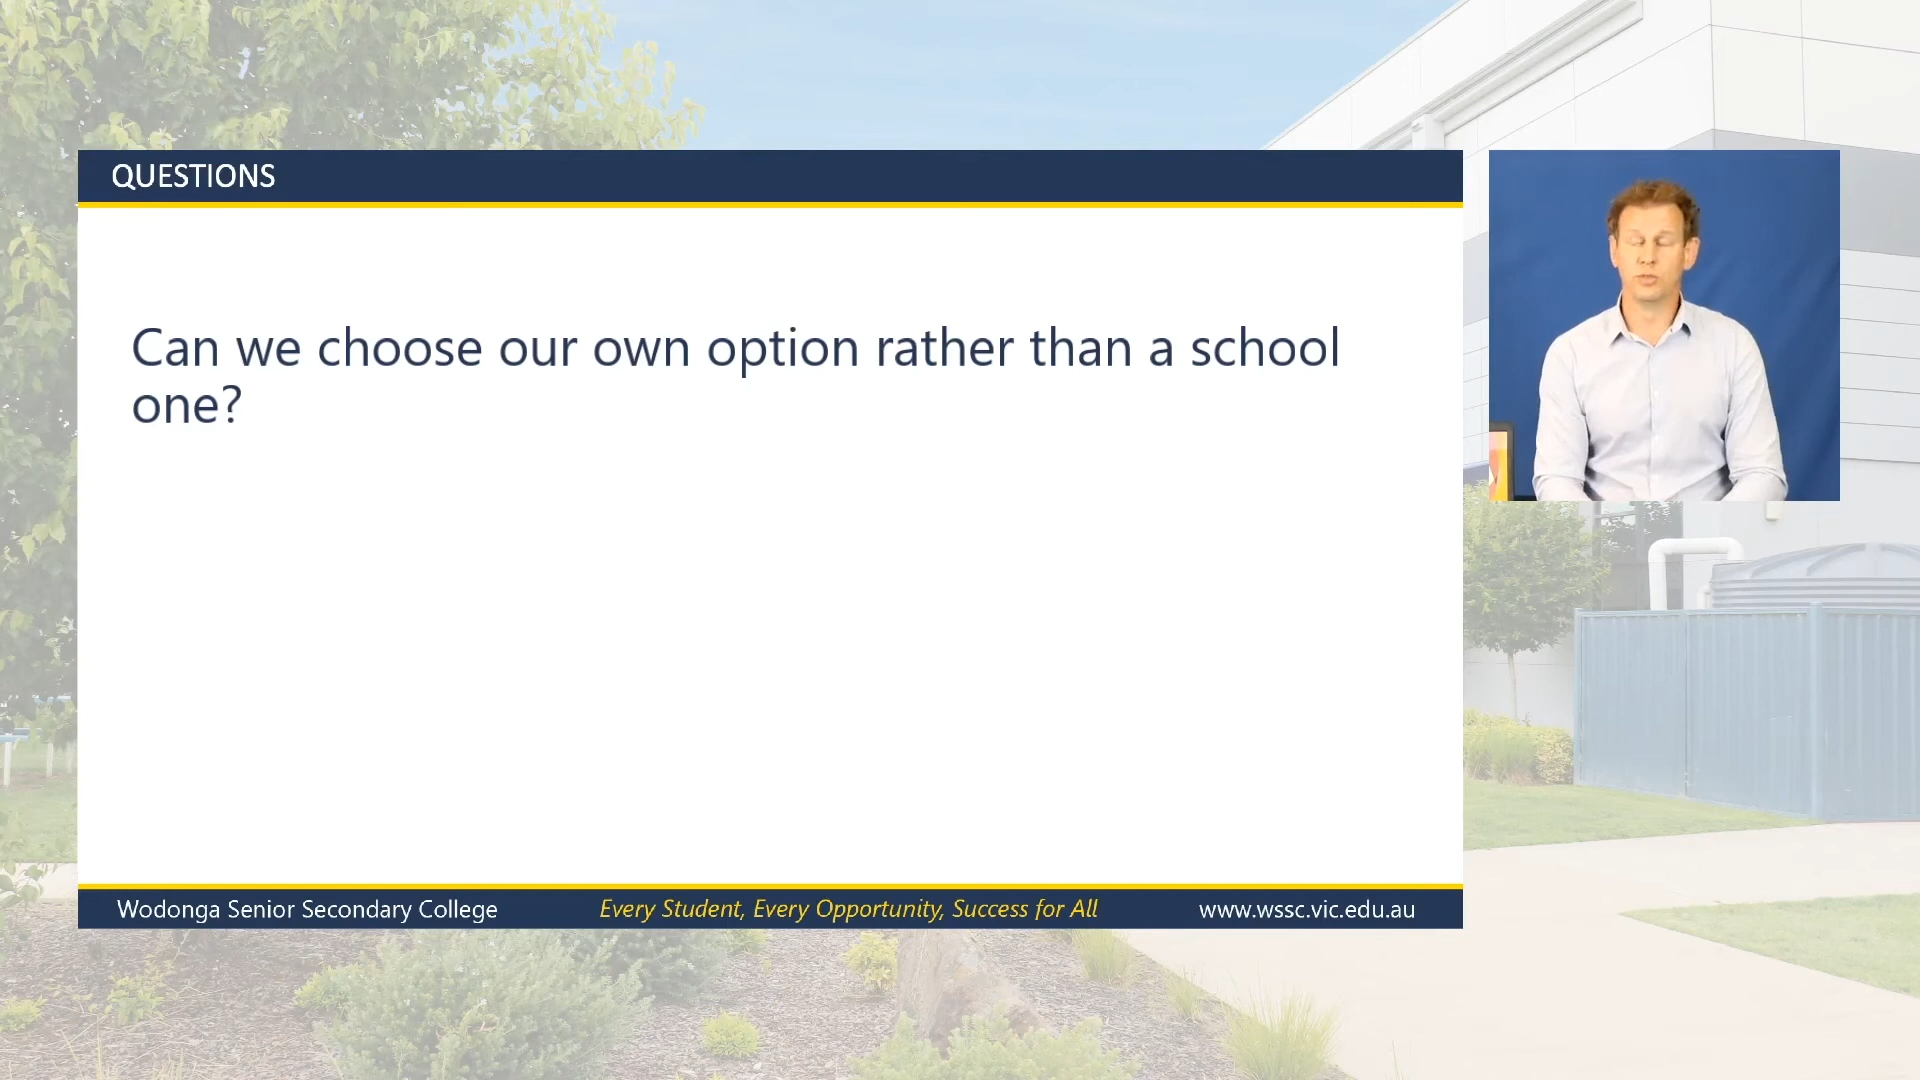 QUESTIONS
Can we choose our own option rather than a school
one?
Wodonga Senior Secondary College
Every Student, Every Opportunity, Success for All
www.wssc.vic.edu.au